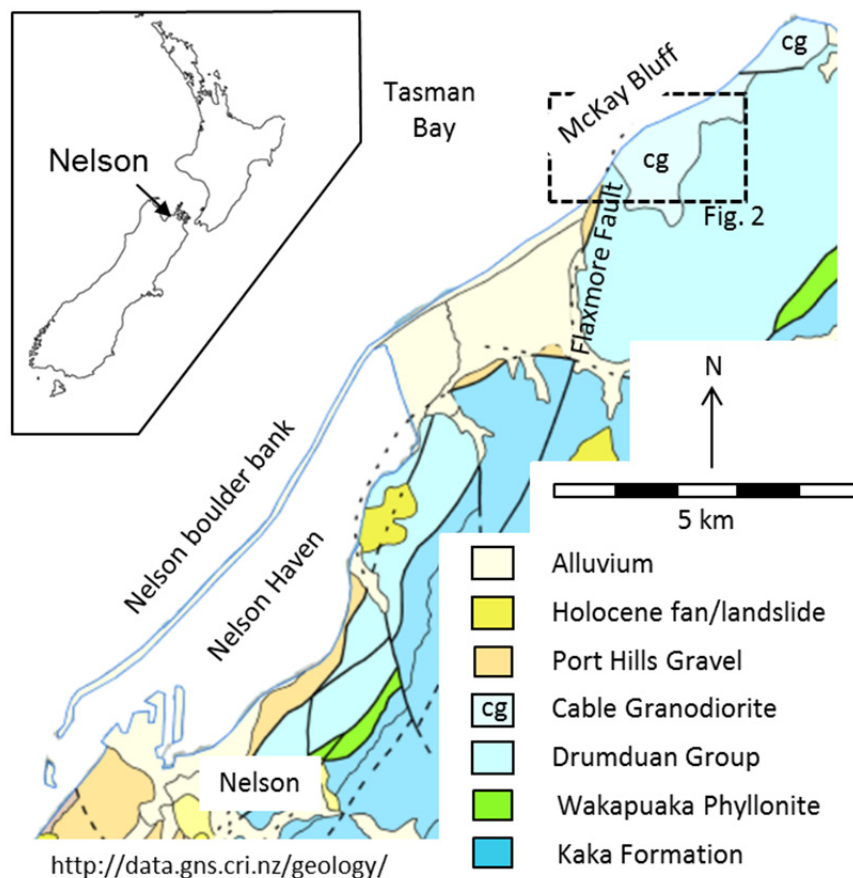 Nelson
Tasman
Bay
McKay Bluff
cg
cg
Fig. 2
Flaxmore Fault
N
5 km
Nelson boulder bank
Nelson Haven
Nelson
Alluvium
Holocene fan/landslide
Port Hills Gravel
cg Cable Granodiorite
Drumduan Group
Wakapuaka Phyllonite
Kaka Formation
http://data.gns.cri.nz/geology/